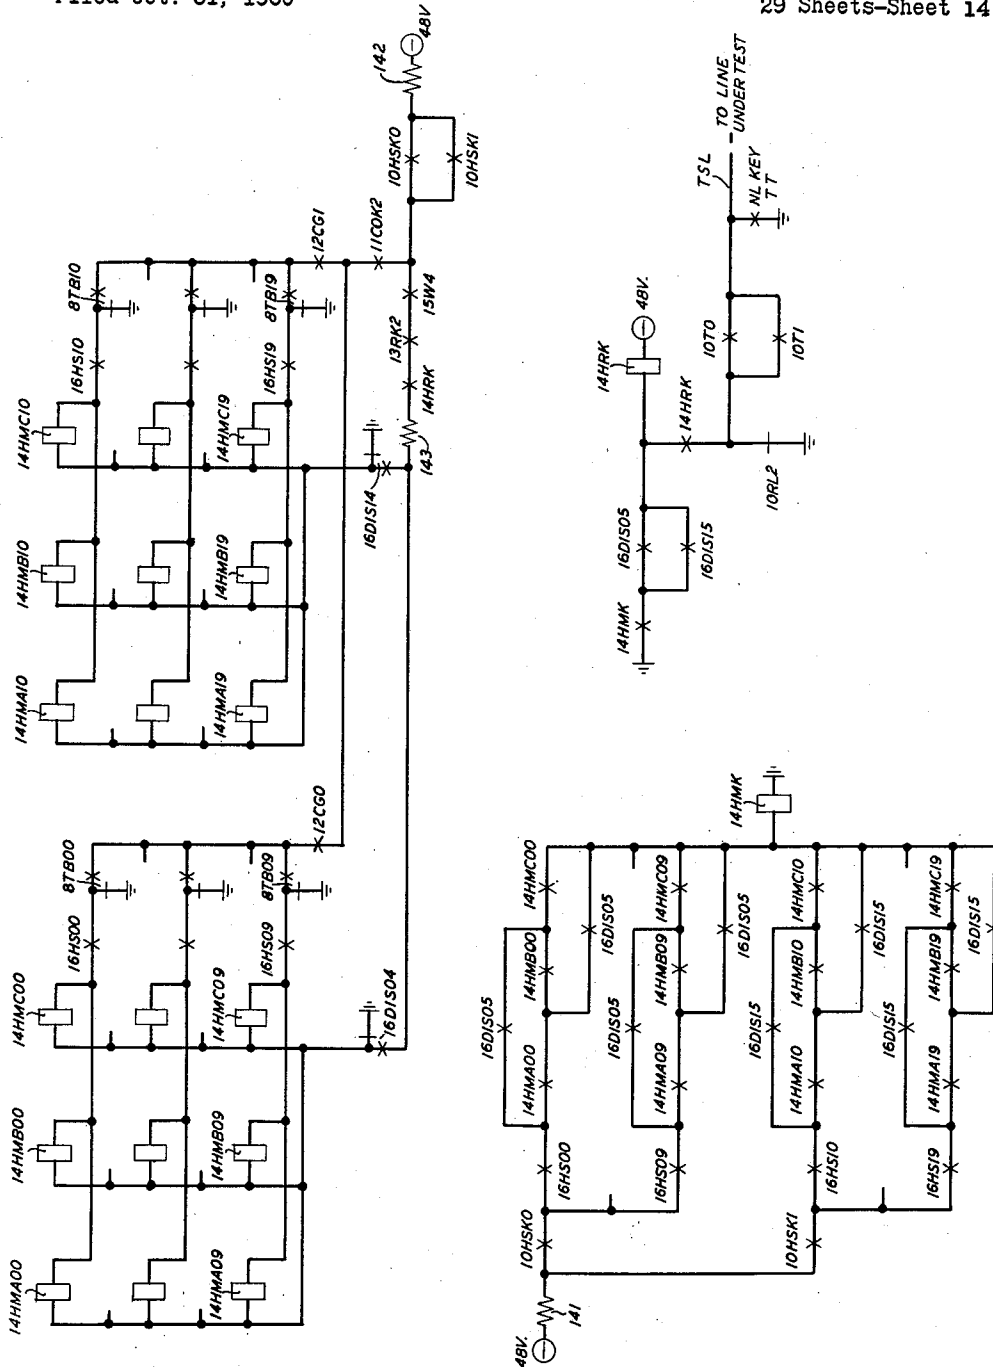 29 Sheets-Sheet 14
142
48V
10HSK0
10HSK1
12CG1
11COK2
8TB10
8TB19
16HS10
16HS19
15W4
13RK2
14HRK
143
14HMC10
14HMC19
16DIS14
14HMB10
14HMB19
14HMA10
14HMA19
12CG0
8TB00
8TB09
16HS00
16HS09
14HMC00
14HMC09
16DIS04
14HMB00
14HMB09
14HMA00
14HMA09
TO LINE
UNDER TEST
TSL
NL KEY
TT
48V.
14HRK
10T0
10T1
14HRK
10RL2
16DIS05
16DIS15
14HMK
14HMK
14HMC00
14HMB00
16DIS05
16DIS05
14HMA00
16HS00
14HMC09
14HMB09
16DIS05
16DIS05
14HMA09
16HS09
10HSK0
14HMC10
14HMB10
16DIS15
16DIS15
14HMA10
16HS10
10HSK1
14HMC19
14HMB19
16DIS15
16DIS15
14HMA19
16HS19
141
48V.